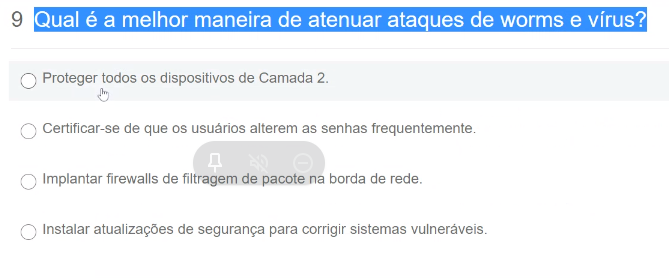 9 Qual é a melhor maneira de atenuar ataques de worms e vírus?
Proteger todos os dispositivos de Camada 2.
Certificar-se de que os usuários alterem as senhas frequentemente.
Implantar firewalls de filtragem de pacote na borda de rede.
Instalar atualizações de segurança para corrigir sistemas vulneráveis.